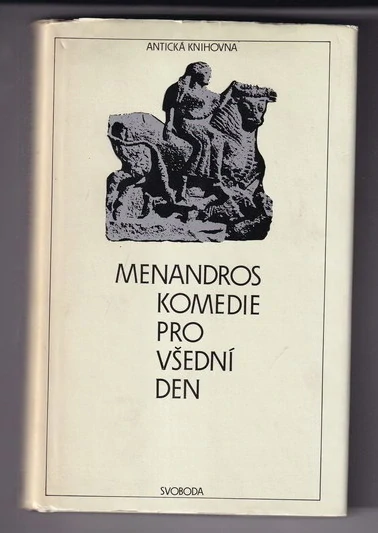 ANTICKÁ KNIHOVNA
MENANDROS
KOMEDIE
PRO
VŠEDNÍ
DEN
SVOBODA